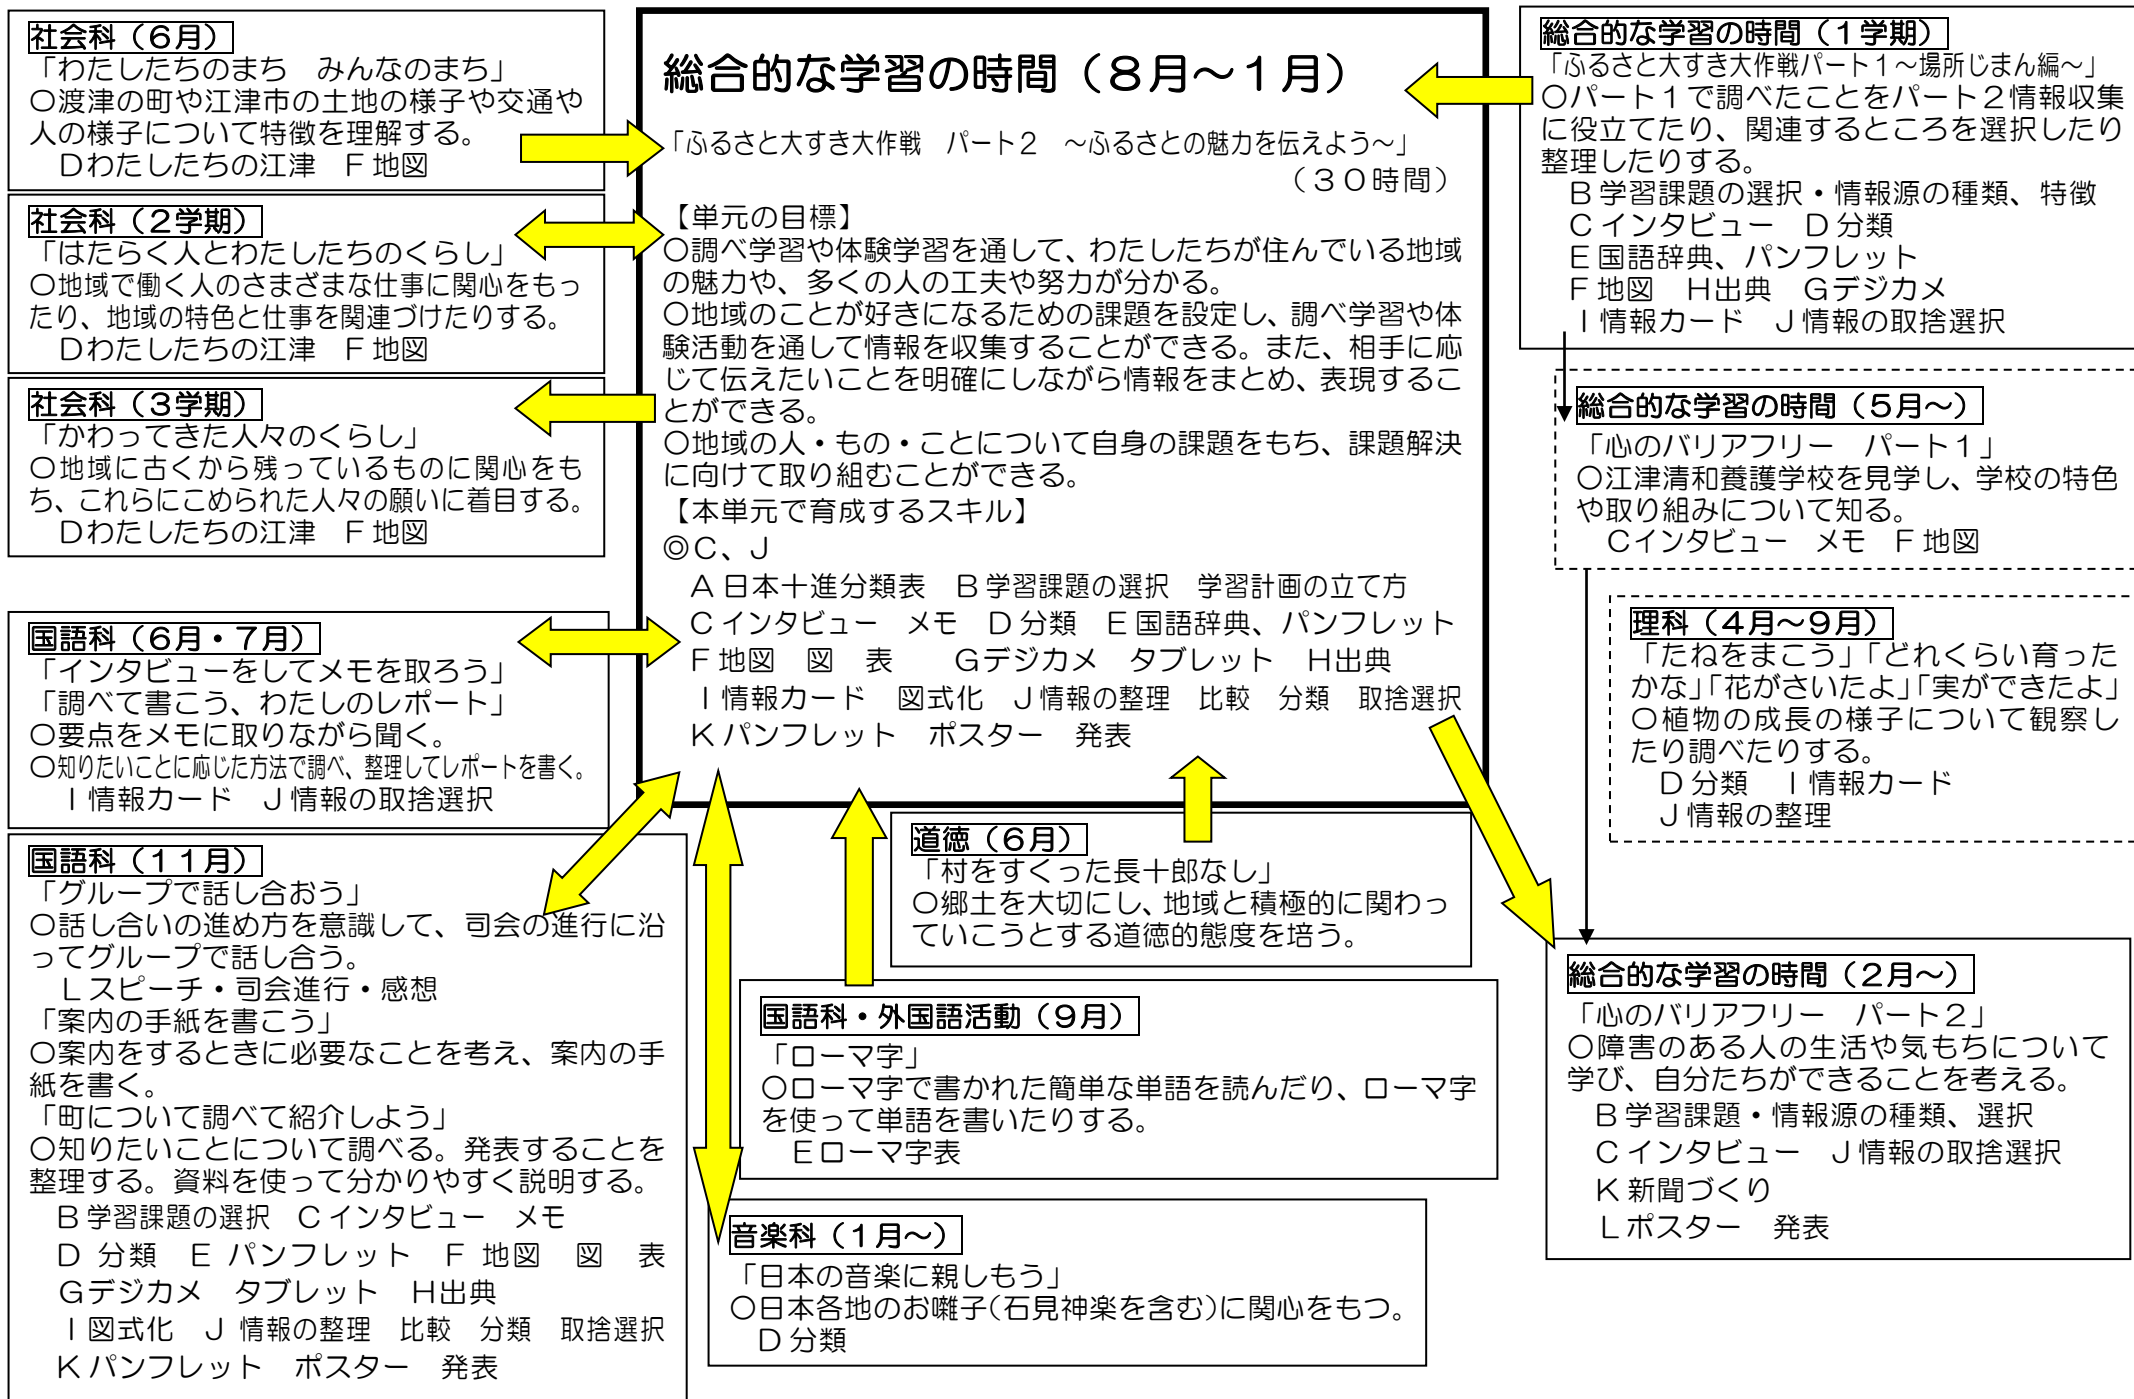 社会科(6月)
「わたしたちのまち　みんなのまち」
○渡津の町や江津市の土地の様子や交通や
人の様子について特徴を理解する。
Dわたしたちの江津　F地図
社会科(2学期)
「はたらく人とわたしたちのくらし」
○地域で働く人のさまざまな仕事に関心をもっ
たり、地域の特色と仕事を関連づけたりする。
Dわたしたちの江津　F地図
社会科(3学期)
「かわってきた人々のくらし」
○地域に古くから残っているものに関心をも
ち、これらにこめられた人々の願いに着目する。
Dわたしたちの江津　F地図
国語科(6月・7月)
「インタビューをしてメモを取ろう」
「調べて書こう、わたしのレポート」
○要点をメモに取りながら聞く。
○知りたいことに応じた方法で調べ、整理してレポートを書く。
I情報カード　J情報の取捨選択
国語科(11月)
「グループで話し合おう」
○話し合いの進め方を意識して、司会の進行に沿
ってグループで話し合う。
Lスピーチ・司会進行・感想
「案内の手紙を書こう」
○案内をするときに必要なことを考え、案内の手
紙を書く。
「町について調べて紹介しよう」
○知りたいことについて調べる。発表することを
整理する。資料を使って分かりやすく説明する。
B学習課題の選択　Cインタビュー　メモ
D 分類　E パンフレット　F 地図　図　表
Gデジカメ　タブレット　H出典
I図式化　J 情報の整理　比較　分類　取捨選択
Kパンフレット　ポスター　発表
総合的な学習の時間(8月～1月)
「ふるさと大すき大作戦　パート2　～ふるさとの魅力を伝えよう～」
(30時間)
【単元の目標】
○調べ学習や体験学習を通して、わたしたちが住んでいる地域
の魅力や、多くの人の工夫や努力が分かる。
○地域のことが好きになるための課題を設定し、調べ学習や体
験活動を通して情報を収集することができる。また、相手に応
じて伝えたいことを明確にしながら情報をまとめ、表現するこ
とができる。
○地域の人・もの・ことについて自身の課題をもち、課題解決
に向けて取り組むことができる。
【本単元で育成するスキル】
◎C、J
A日本十進分類表　B学習課題の選択　学習計画の立て方
Cインタビュー　メモ　D分類　E国語辞典、パンフレット
F地図　図　表　Gデジカメ　タブレット　H出典
I情報カード　図式化　J情報の整理　比較　分類　取捨選択
Kパンフレット　ポスター　発表
道徳(6月)
「村をすくった長十郎なし」
○郷土を大切にし、地域と積極的に関わっ
ていこうとする道徳的態度を培う。
国語科・外国語活動(9月)
「ローマ字」
○ローマ字で書かれた簡単な単語を読んだり、ローマ字
を使って単語を書いたりする。
Eローマ字表
音楽科(1月～)
「日本の音楽に親しもう」
○日本各地のお囃子(石見神楽を含む)に関心をもつ。
D分類
総合的な学習の時間(1学期)
「ふるさと大すき大作戦パート1～場所じまん編～」
○パート1で調べたことをパート2情報収集
に役立てたり、関連するところを選択したり
整理したりする。
B学習課題の選択・情報源の種類、特徴
Cインタビュー　D分類
E国語辞典、パンフレット
F地図　H出典　Gデジカメ
I情報カード　J情報の取捨選択
総合的な学習の時間(5月～)
「心のバリアフリー　パート1」
○江津清和養護学校を見学し、学校の特色
や取り組みについて知る。
Cインタビュー　メモ　F地図
理科(4月～9月)
「たねをまこう」「どれくらい育った
かな」「花がさいたよ」「実ができたよ」
○植物の成長の様子について観察し
たり調べたりする。
D分類　I情報カード
J情報の整理
総合的な学習の時間(2月～)
「心のバリアフリー　パート2」
○障害のある人の生活や気もちについて
学び、自分たちができることを考える。
B学習課題・情報源の種類、選択
Cインタビュー　J情報の取捨選択
K新聞づくり
Lポスター　発表